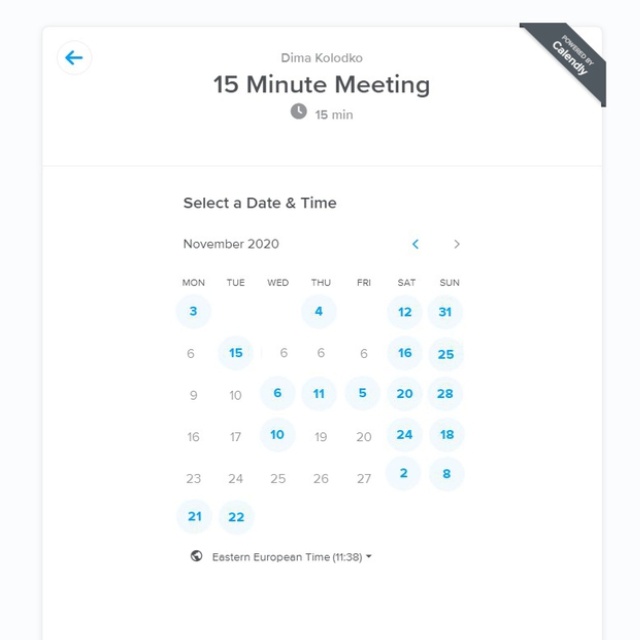 POWERED BY
Calendly
Dima Kolodko
15 Minute Meeting
15 min
Select a Date & Time
November 2020
MON TUE WED THU FRI SAT SUN
3 4 12 31
6 15 6 6 6 16 25
9 10 6 11 5 20 28
16 17 10 19 20 24 18
23 24 25 26 27 2 8
21 22
Eastern European Time (11:38)